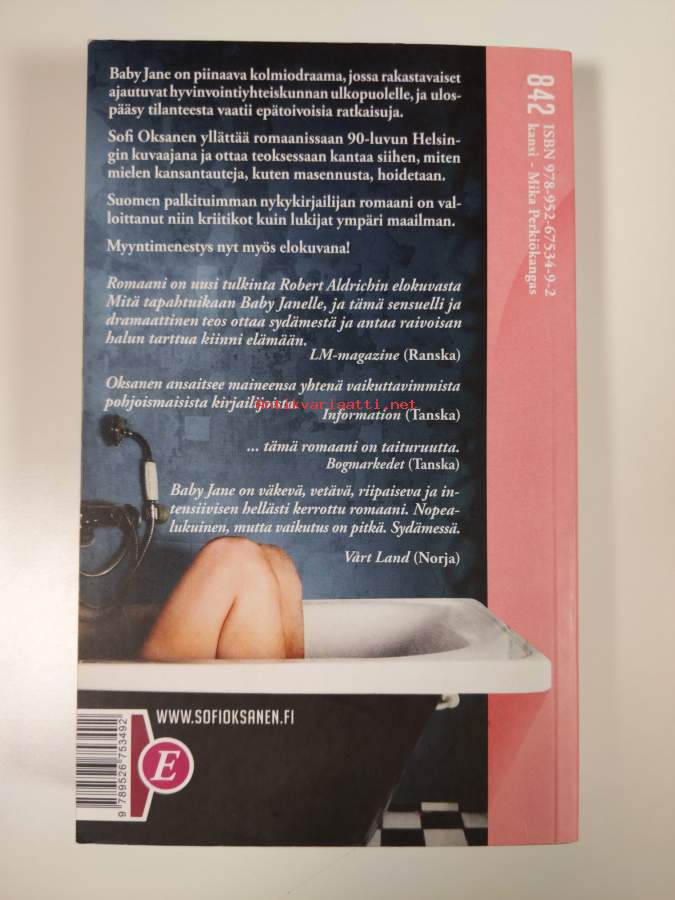 Baby Jane on piinaava kolmiodraama, jossa rakastavaiset
ajautuvat hyvinvointiyhteiskunnan ulkopuolelle, ja ulos-
pääsy tilanteesta vaatii epätoivoisia ratkaisuja.
Sofi Oksanen yllättää romaanissaan 90-luvun Helsin-
gin kuvaajana ja ottaa teoksessaan kantaa siihen, miten
mielen kansantauteja, kuten masennusta, hoidetaan.
Suomen palkituimman nykykirjailijan romaani on val-
loittanut niin kriitikot kuin lukijat ympäri maailman.
Myyntimenestys nyt myös elokuvana!
Romaani on uusi tulkinta Robert Aldrichin elokuvasta
Mitä tapahtuikaan Baby Janelle, ja tämä sensuelli ja
dramaattinen teos ottaa sydämestä ja antaa raivoisan
halun tarttua kiinni elämään.
LM-magazine (Ranska)
Oksanen ansaitsee maineensa yhtenä vaikuttavimmista
pohjoismaisista kirjailijoista.
antikvariaatti.net
Information (Tanska)
... tämä romaani on taituruutta.
Bogmarkedet (Tanska)
Baby Jane on väkevä, vetävä, riipaiseva ja in-
tensiivisen hellästi kerrottu romaani. Nopea-
lukuinen, mutta vaikutus on pitkä. Sydämessä.
Vårt Land (Norja)
WWW.SOFIOKSANEN.FI
E
9 789526 753492
842
ISBN 978-952-67534-9-2
kansi - Mika Perkiökangas